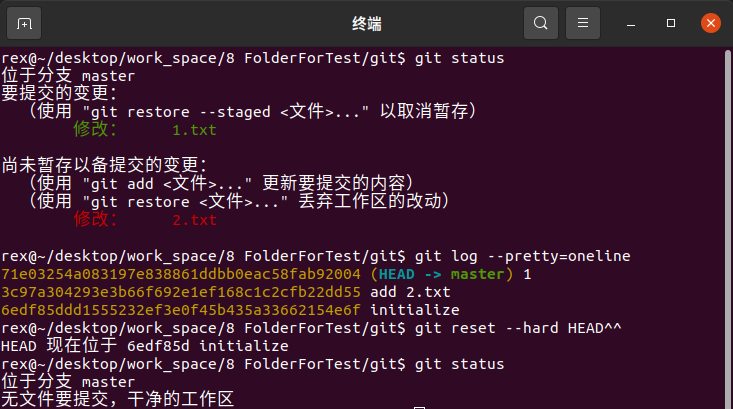 终端
rex@~/desktop/work_space/8 FolderForTest/git$ git status
位于分支 master
要提交的变更：
（使用 "git restore --staged <文件>..." 以取消暂存）
修改： 1.txt
尚未暂存以备提交的变更：
（使用 "git add <文件>..." 更新要提交的内容）
（使用 "git restore <文件>..." 丢弃工作区的改动）
修改： 2.txt
rex@~/desktop/work_space/8 FolderForTest/git$ git log --pretty=oneline
71e03254a083197e838861ddbb0eac58fab92004 (HEAD -> master) 1
3c97a304293e3b66f692e1ef168c1c2cfb22dd55 add 2.txt
6edf85ddd1555232ef3e0f45b435a33662154e6f initialize
rex@~/desktop/work_space/8 FolderForTest/git$ git reset --hard HEAD^^
HEAD 现在位于 6edf85d initialize
rex@~/desktop/work_space/8 FolderForTest/git$ git status
位于分支 master
无文件要提交，干净的工作区